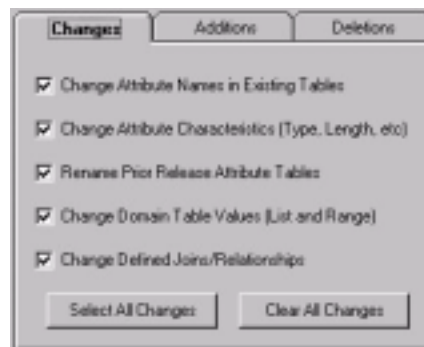 Changes Additions Deletions
Change Attribute Names in Existing Tables
Change Attribute Characteristics (Type, Length, etc)
Rename Prior Release Attribute Tables
Change Domain Table Values (List and Range)
Change Defined Joins/Relationships
Select All Changes Clear All Changes